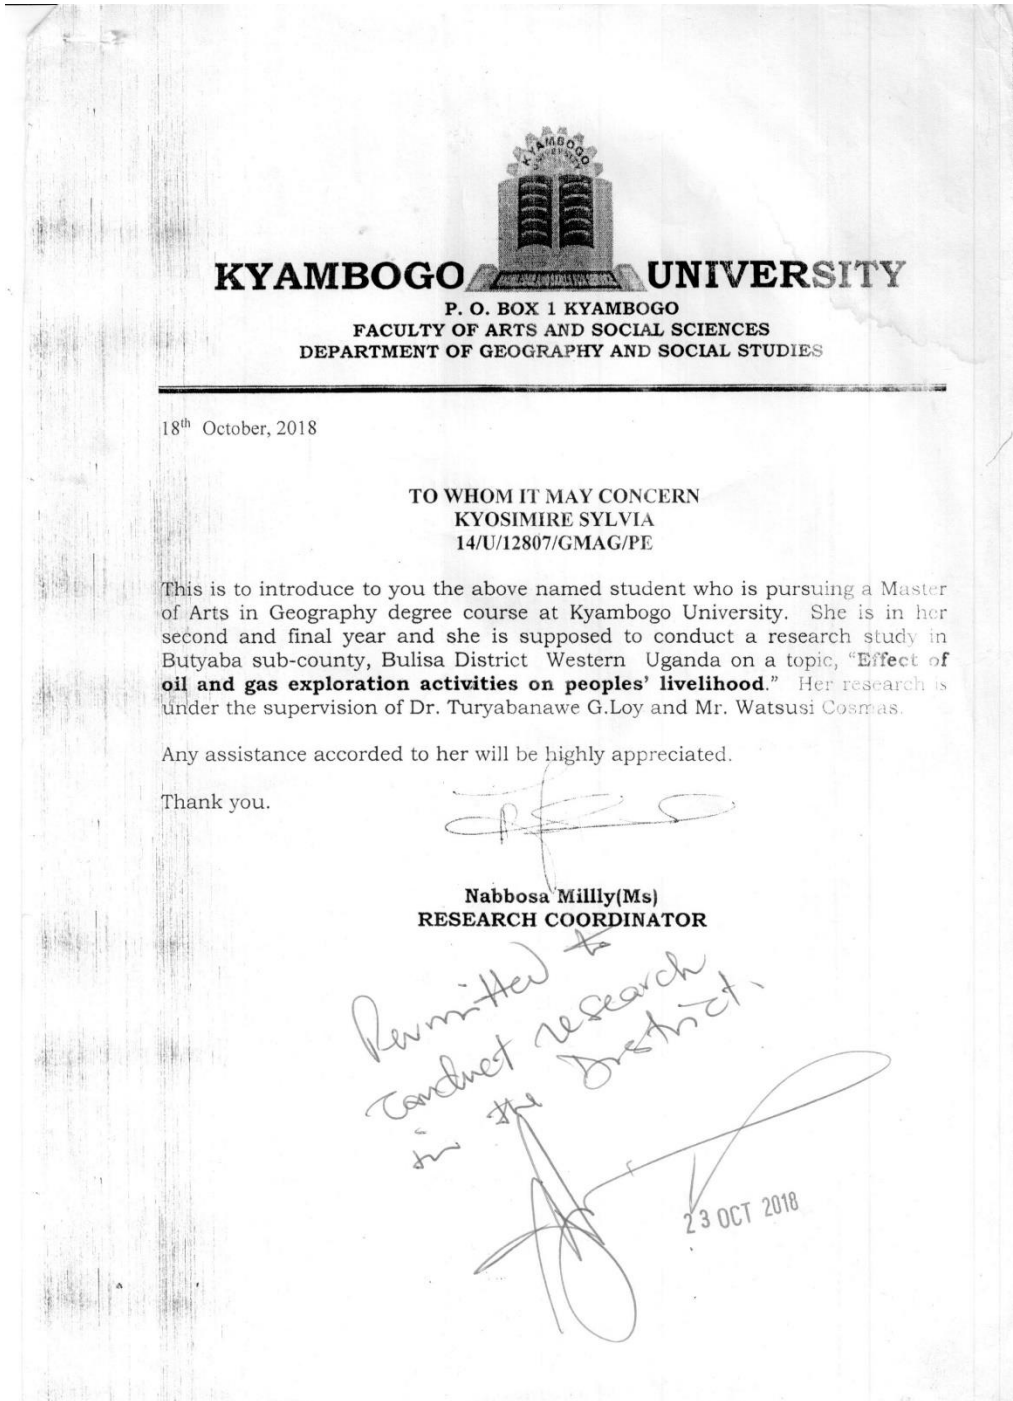 KYAMBOGO
UNIVERSITY
KYAMBOGO UNIVERSITY
P. O. BOX 1 KYAMBOGO
FACULTY OF ARTS AND SOCIAL SCIENCES
DEPARTMENT OF GEOGRAPHY AND SOCIAL STUDIES
18th October, 2018
TO WHOM IT MAY CONCERN
KYOSIMIRE SYLVIA
14/U/12807/GMAG/PE
This is to introduce to you the above named student who is pursuing a Master
of Arts in Geography degree course at Kyambogo University. She is in her
second and final year and she is supposed to conduct a research study in
Butyaba sub-county, Bulisa District Western Uganda on a topic, “Effect of
oil and gas exploration activities on peoples’ livelihood.” Her research is
under the supervision of Dr. Turyabanawe G.Loy and Mr. Watsusi Cosmas.
Any assistance accorded to her will be highly appreciated.
Thank you.
Nabbosa Millly(Ms)
RESEARCH COORDINATOR
Permitted to
conduct research
in the District.
23 OCT 2018